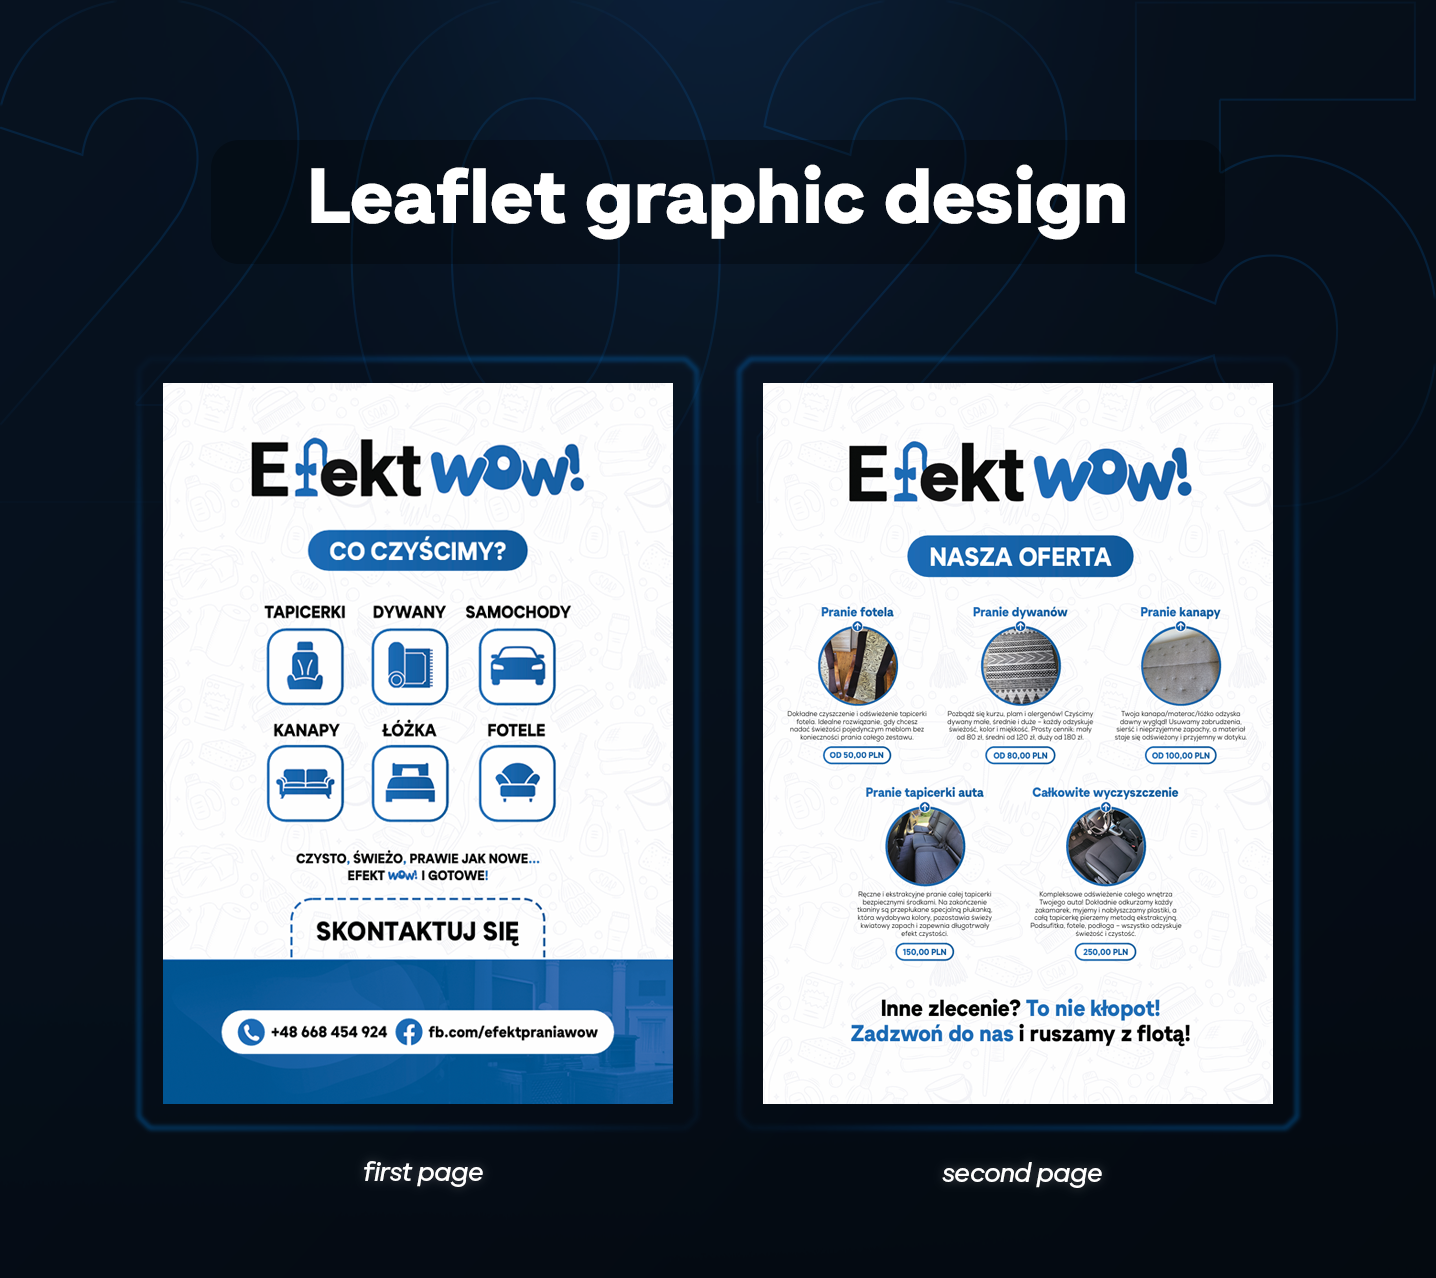 2025
Leaflet graphic design
Efekt wow!
CO CZYŚCIMY?
TAPICERKI DYWANY SAMOCHODY
KANAPY ŁÓŻKA FOTELE
CZYSTO, ŚWIEŻO, PRAWIE JAK NOWE...
EFEKT wow! I GOTOWE!
SKONTAKTUJ SIĘ
+48 668 454 924 fb.com/efektpraniawow
first page
Efekt wow!
NASZA OFERTA
Pranie fotela
Dokładne czyszczenie i odświeżenie tapicerki
fotela. Idealne rozwiązanie, gdy chcesz
nadać świeżości pojedynczym meblom bez
konieczności prania całego zestawu.
OD 50,00 PLN
Pranie dywanów
Pozbądź się kurzu, plam i alergenów! Czyścimy
dywany małe, średnie i duże – każdy odzyskuje
świeżość, kolor i miękkość. Prosty cennik: mały
od 80 zł, średni od 120 zł, duży od 180 zł.
OD 80,00 PLN
Pranie kanapy
Twoja kanapa/materac/łóżko odzyska
dawny wygląd! Usuwamy zabrudzenia,
sierść i nieprzyjemne zapachy, a materiał
staje się odświeżony i przyjemny w dotyku.
OD 100,00 PLN
Pranie tapicerki auta
Ręczne i ekstrakcyjne pranie całej tapicerki
bezpiecznymi środkami. Na zakończenie
tkaniny są przepłukane specjalną płukanką,
która wydobywa kolory, pozostawia świeży
kwiatowy zapach i zapewnia długotrwały
efekt czystości.
150,00 PLN
Całkowite wyczyszczenie
Kompleksowe odświeżenie całego wnętrza
Twojego auta! Dokładnie odkurzamy każdy
zakamarek, myjemy i nabłyszczamy plastiki, a
całą tapicerkę pierzemy metodą ekstrakcyjną.
Podsufitka, fotele, podłoga – wszystko odzyskuje
świeżość i czystość.
250,00 PLN
Inne zlecenie? To nie kłopot!
Zadzwoń do nas i ruszamy z flotą!
second page